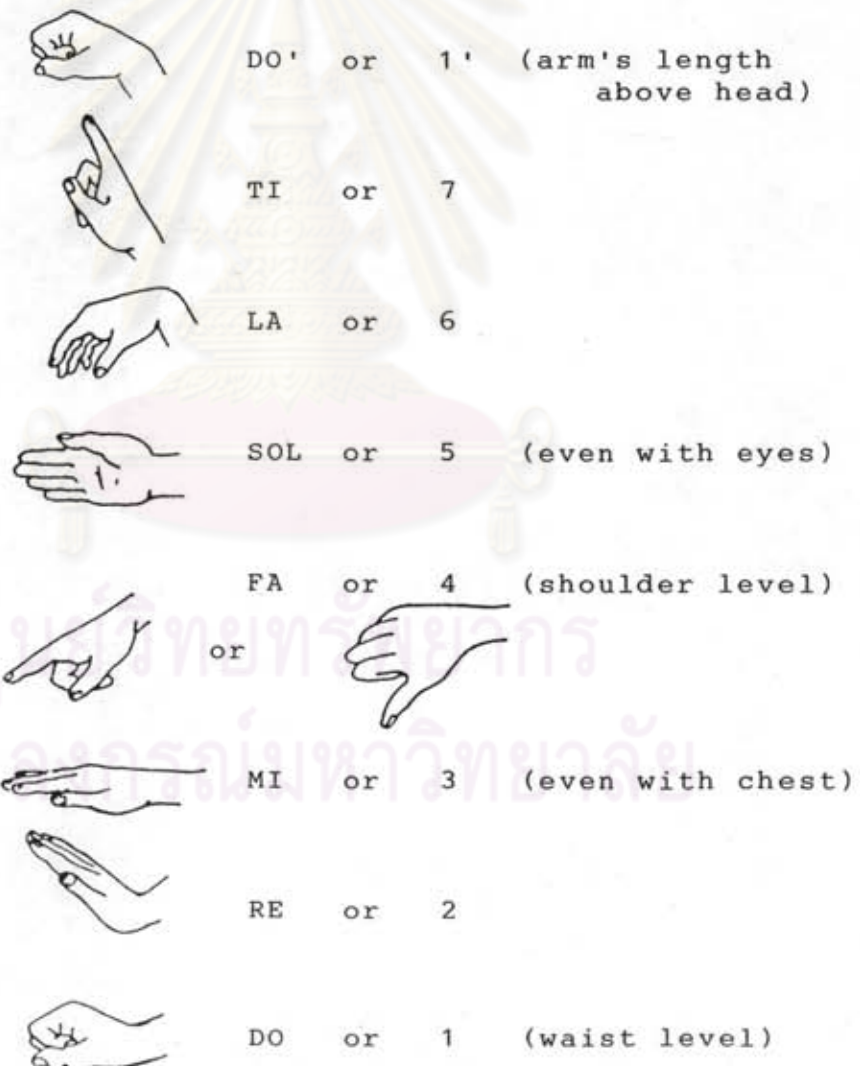 DO' or 1' (arm's length
above head)
TI or 7
LA or 6
SOL or 5 (even with eyes)
FA or 4 (shoulder level)
or
MI or 3 (even with chest)
RE or 2
DO or 1 (waist level)